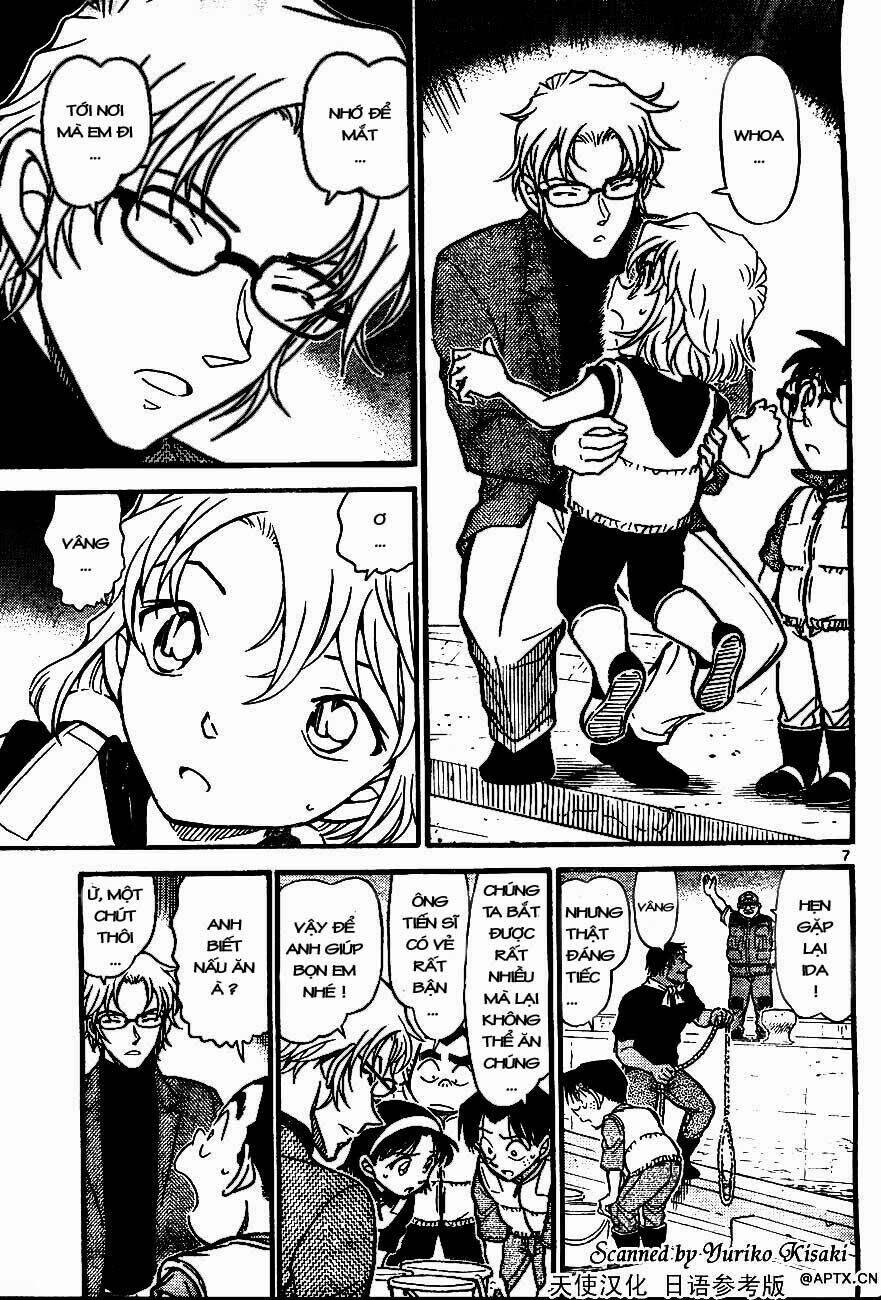 WHOA
...
NHỚ ĐỂ
MẮT
...
TỚI NƠI
MÀ EM ĐI
...
Ơ
...
VÂNG
...
7
HẸN
GẶP
LẠI
IDA !
VÂNG
NHƯNG
THẬT
ĐÁNG
TIẾC
...
CHÚNG
TA BẮT
ĐƯỢC
RẤT
NHIỀU
MÀ LẠI
KHÔNG
THỂ ĂN
CHÚNG
...
ÔNG
TIẾN SĨ
CÓ VẺ
RẤT
BẬN ...
VẬY ĐỂ
ANH GIÚP
BỌN EM
NHÉ !
ANH
BIẾT
NẤU ĂN
À ?
Ừ, MỘT
CHÚT
THÔI
...
Scanned by Yuriko Kisaki
天使汉化 日语参考版
@APTX.CN